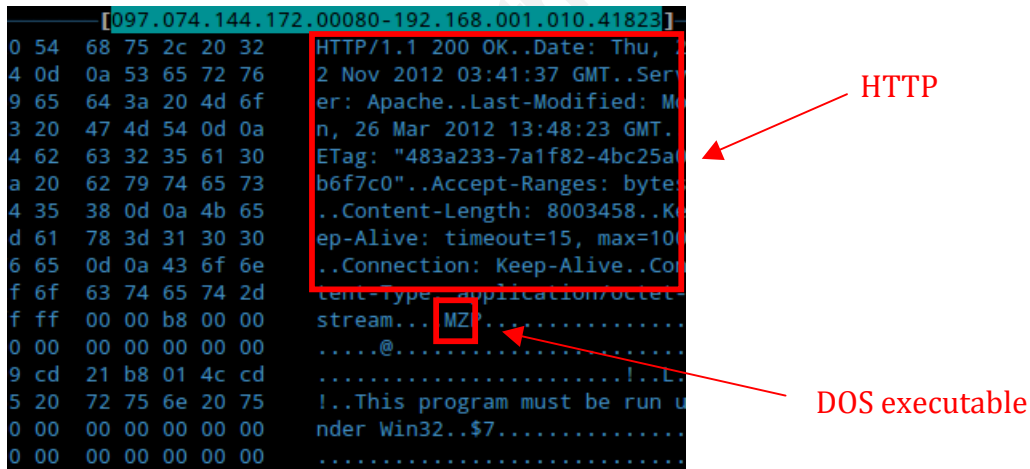 [097.074.144.172.00080-192.168.001.010.41823]
0 54 68 75 2c 20 32 HTTP/1.1 200 OK..Date: Thu, 2
4 0d 0a 53 65 72 76 2 Nov 2012 03:41:37 GMT..Serv
9 65 64 3a 20 4d 6f er: Apache..Last-Modified: Mo
3 20 47 4d 54 0d 0a n, 26 Mar 2012 13:48:23 GMT.
4 62 63 32 35 61 30 ETag: "483a233-7a1f82-4bc25a0
a 20 62 79 74 65 73 b6f7c0"..Accept-Ranges: bytes
4 35 38 0d 0a 4b 65 ..Content-Length: 8003458..Ke
d 61 78 3d 31 30 30 ep-Alive: timeout=15, max=100
6 65 0d 0a 43 6f 6e ..Connection: Keep-Alive..Con
f 6f 63 74 65 74 2d tent-Type: application/octet-
f ff 00 00 b8 00 00 stream....MZP................
0 00 00 00 00 00 00 .....@.......................
9 cd 21 b8 01 4c cd ........................!..L.
5 20 72 75 6e 20 75 !..This program must be run u
0 00 00 00 00 00 00 nder Win32..$7...............
0 00 00 00 00 00 00 .............................
HTTP
DOS executable